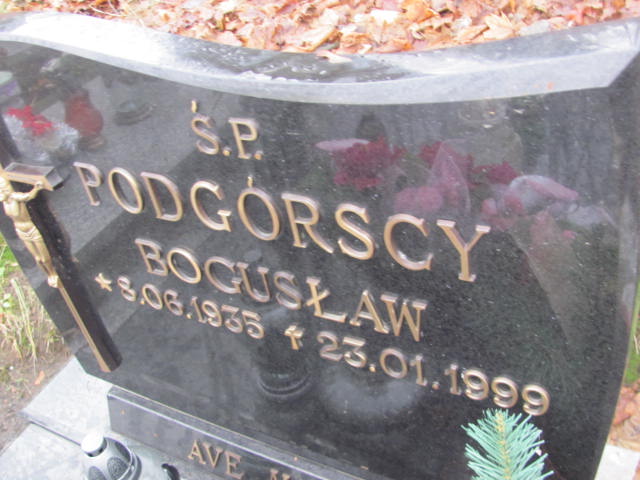 Ś.P.
PODGÓRSCY
BOGUSŁAW
* 8.06.1935 ✝ 23.01.1999
AVE